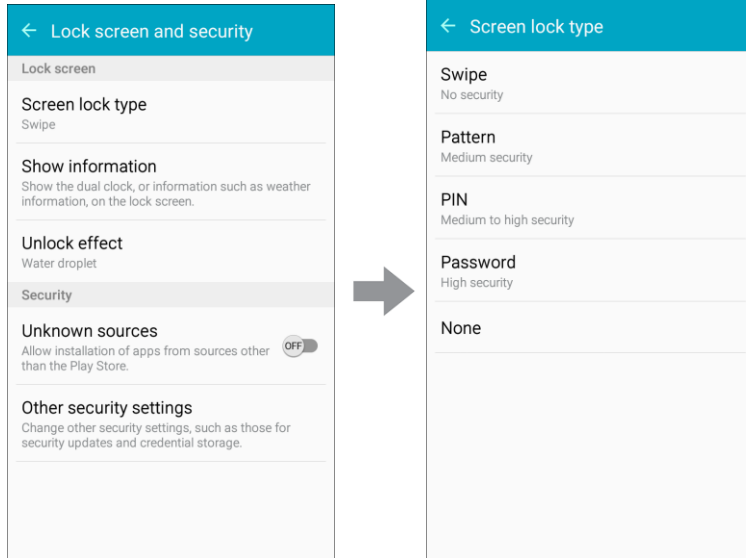 Lock screen and security
Lock screen
Screen lock type
Swipe
Show information
Show the dual clock, or information such as weather
information, on the lock screen.
Unlock effect
Water droplet
Security
Unknown sources
Allow installation of apps from sources other
than the Play Store.
OFF
Other security settings
Change other security settings, such as those for
security updates and credential storage.
Screen lock type
Swipe
No security
Pattern
Medium security
PIN
Medium to high security
Password
High security
None